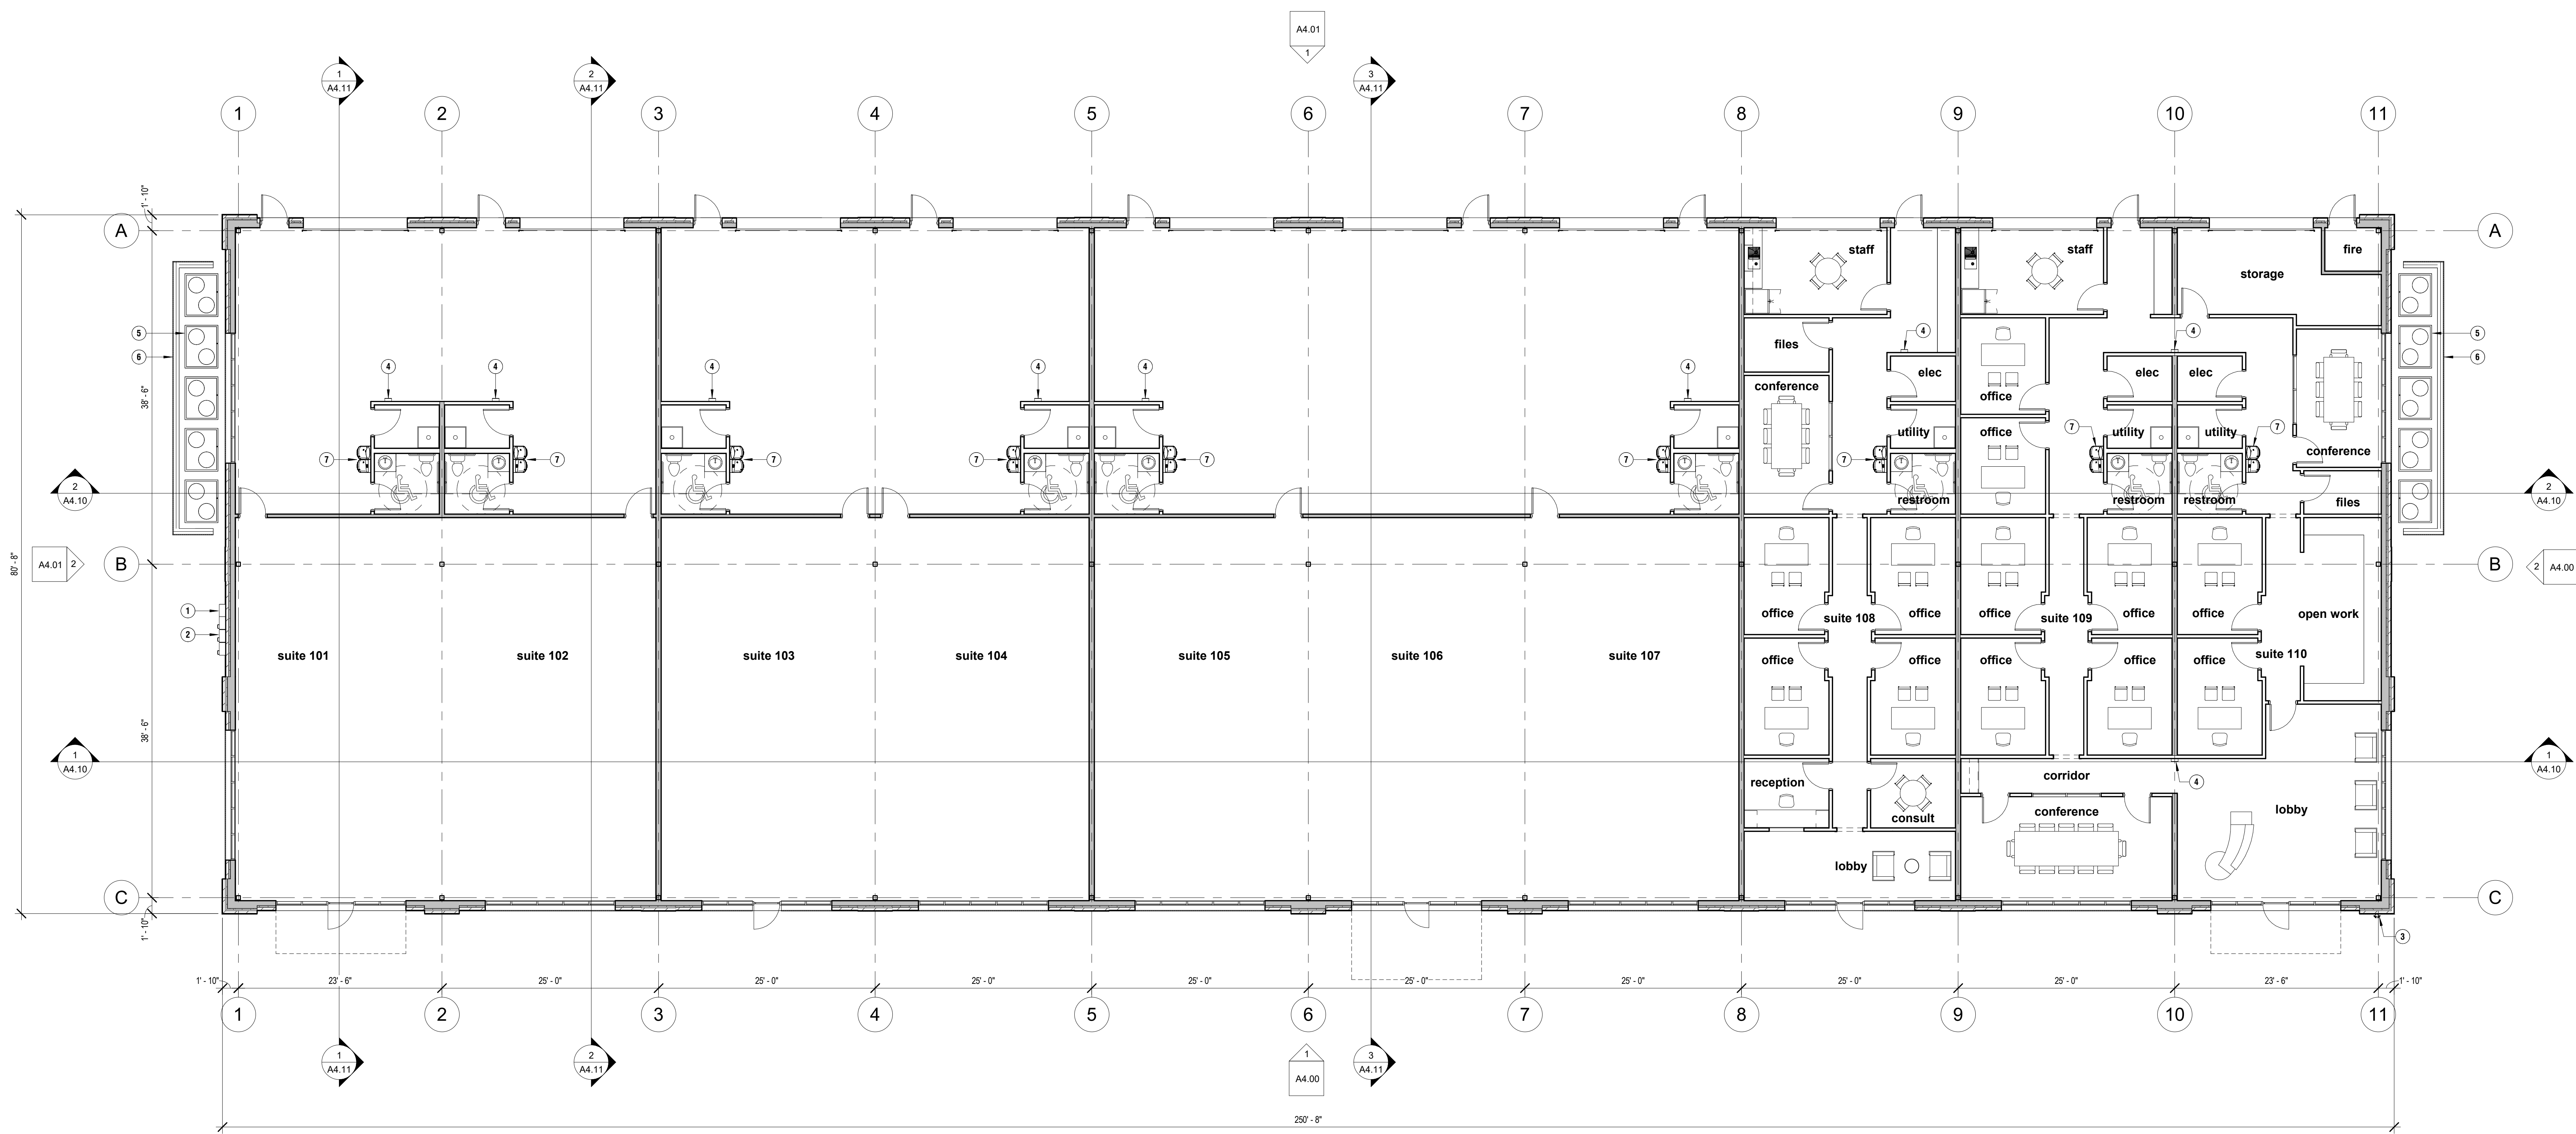 A4.01
1
1
A4.11
2
A4.11
3
A4.11
1 2 3 4 5 6 7 8 9 10 11
1' - 10"
A
A
staff
staff
fire
storage
5
6
4
4
5
6
files
38' - 6"
4
4
4
4
4
4
elec
elec
elec
conference
office
7
7
7
7
7
7
7
7
7
utility
office
utility
utility
conference
2
A4.10
restroom
restroom
restroom
files
2
A4.10
80' - 8"
A4.01
2
B
B
2
A4.00
1
2
office
office
office
office
office
open work
suite 108
suite 109
suite 101
suite 102
suite 103
suite 104
suite 105
suite 106
suite 107
office
office
office
office
office
suite 110
38' - 6"
1
A4.10
1
A4.10
reception
corridor
4
consult
conference
lobby
lobby
C
C
1' - 10"
3
1' - 10"
23' - 6"
25' - 0"
25' - 0"
25' - 0"
25' - 0"
25' - 0"
25' - 0"
25' - 0"
25' - 0"
23' - 6"
1' - 10"
1 2 3 4 5 6 7 8 9 10 11
1
A4.11
2
A4.11
1
A4.00
3
A4.11
250' - 8"